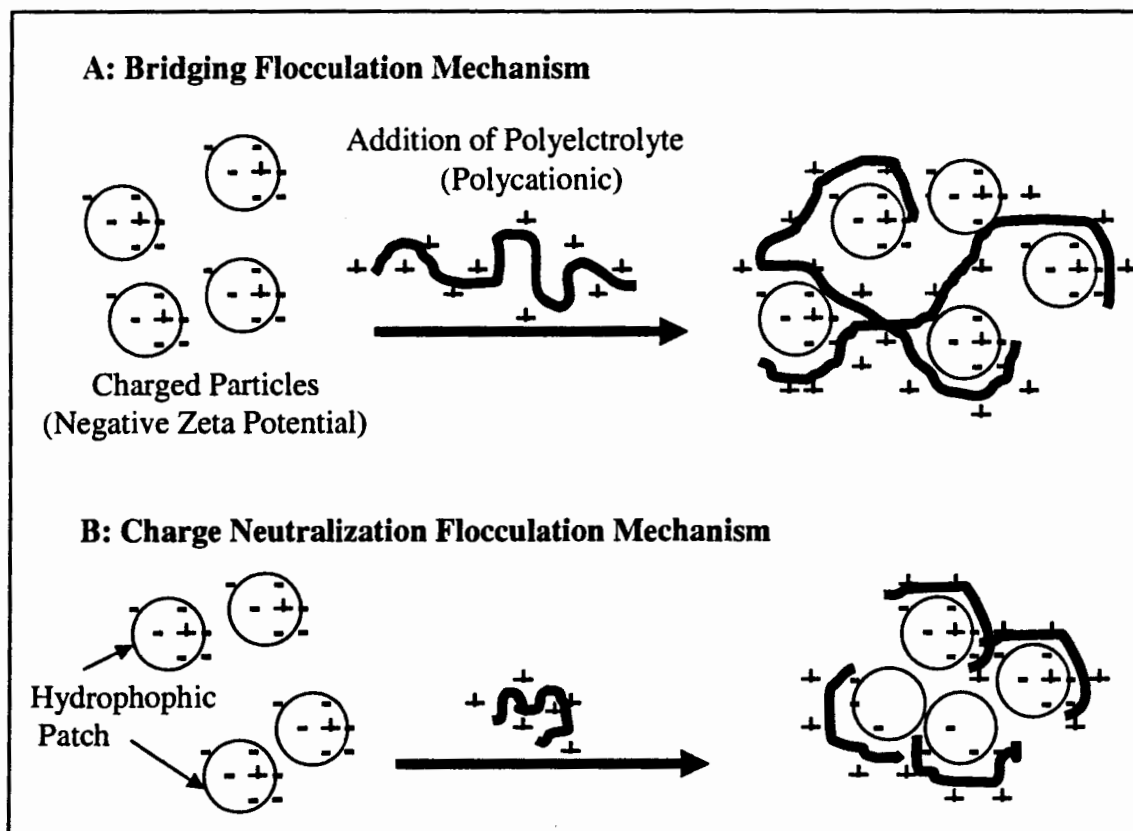 A: Bridging Flocculation Mechanism
Addition of Polyelctrolyte
(Polycationic)
Charged Particles
(Negative Zeta Potential)
B: Charge Neutralization Flocculation Mechanism
Hydrophophic
Patch